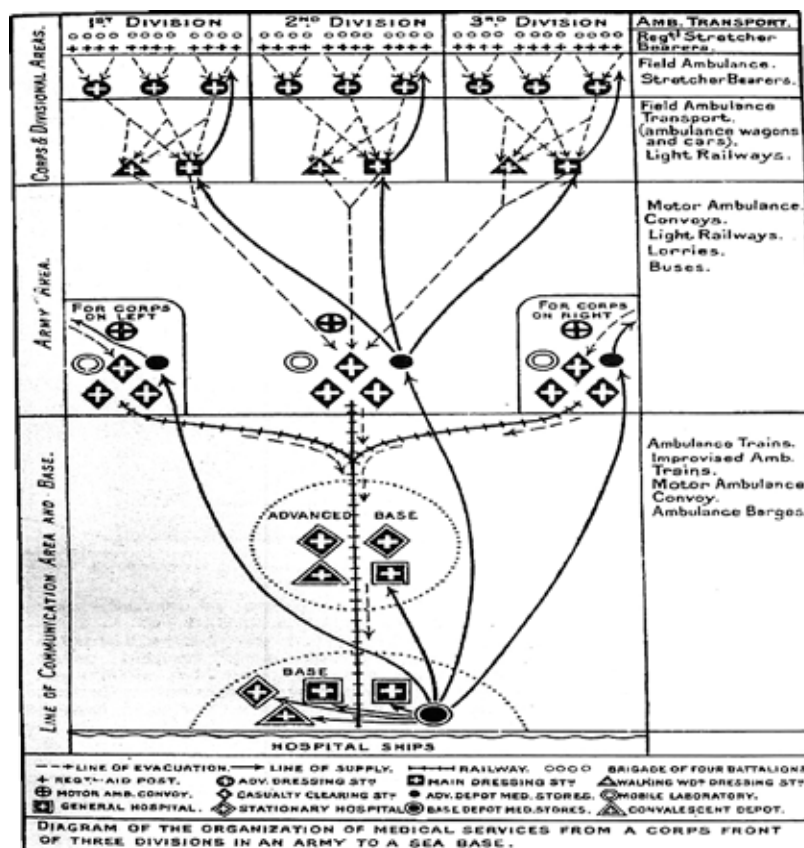 1ST DIVISION
2ND DIVISION
3RD DIVISION
AMB. TRANSPORT.
Regtl Stretcher
Bearers.
Field Ambulance.
Stretcher Bearers.
Field Ambulance
Transport.
(ambulance wagons
and cars).
Light Railways.
CORPS & DIVISIONAL AREAS.
Motor Ambulance.
Convoys.
Light Railways.
Lorries.
Buses.
ARMY AREA.
FOR CORPS
ON LEFT
FOR CORPS
ON RIGHT
Ambulance Trains.
Improvised Amb.
Trains.
Motor Ambulance
Convoy.
Ambulance Barges
LINE OF COMMUNICATION AREA AND BASE.
ADVANCED BASE
BASE
HOSPITAL SHIPS
LINE OF EVACUATION. LINE OF SUPPLY. RAILWAY. BRIGADE OF FOUR BATTALIONS
REGTL AID POST. ADV. DRESSING STN MAIN DRESSING STN WALKING WDD DRESSING STN
MOTOR AMB. CONVOY. CASUALTY CLEARING STN ADV. DEPOT MED. STORES. MOBILE LABORATORY.
GENERAL HOSPITAL. STATIONARY HOSPITAL BASE DEPOT MED. STORES. CONVALESCENT DEPOT.
DIAGRAM OF THE ORGANIZATION OF MEDICAL SERVICES FROM A CORPS FRONT
OF THREE DIVISIONS IN AN ARMY TO A SEA BASE.